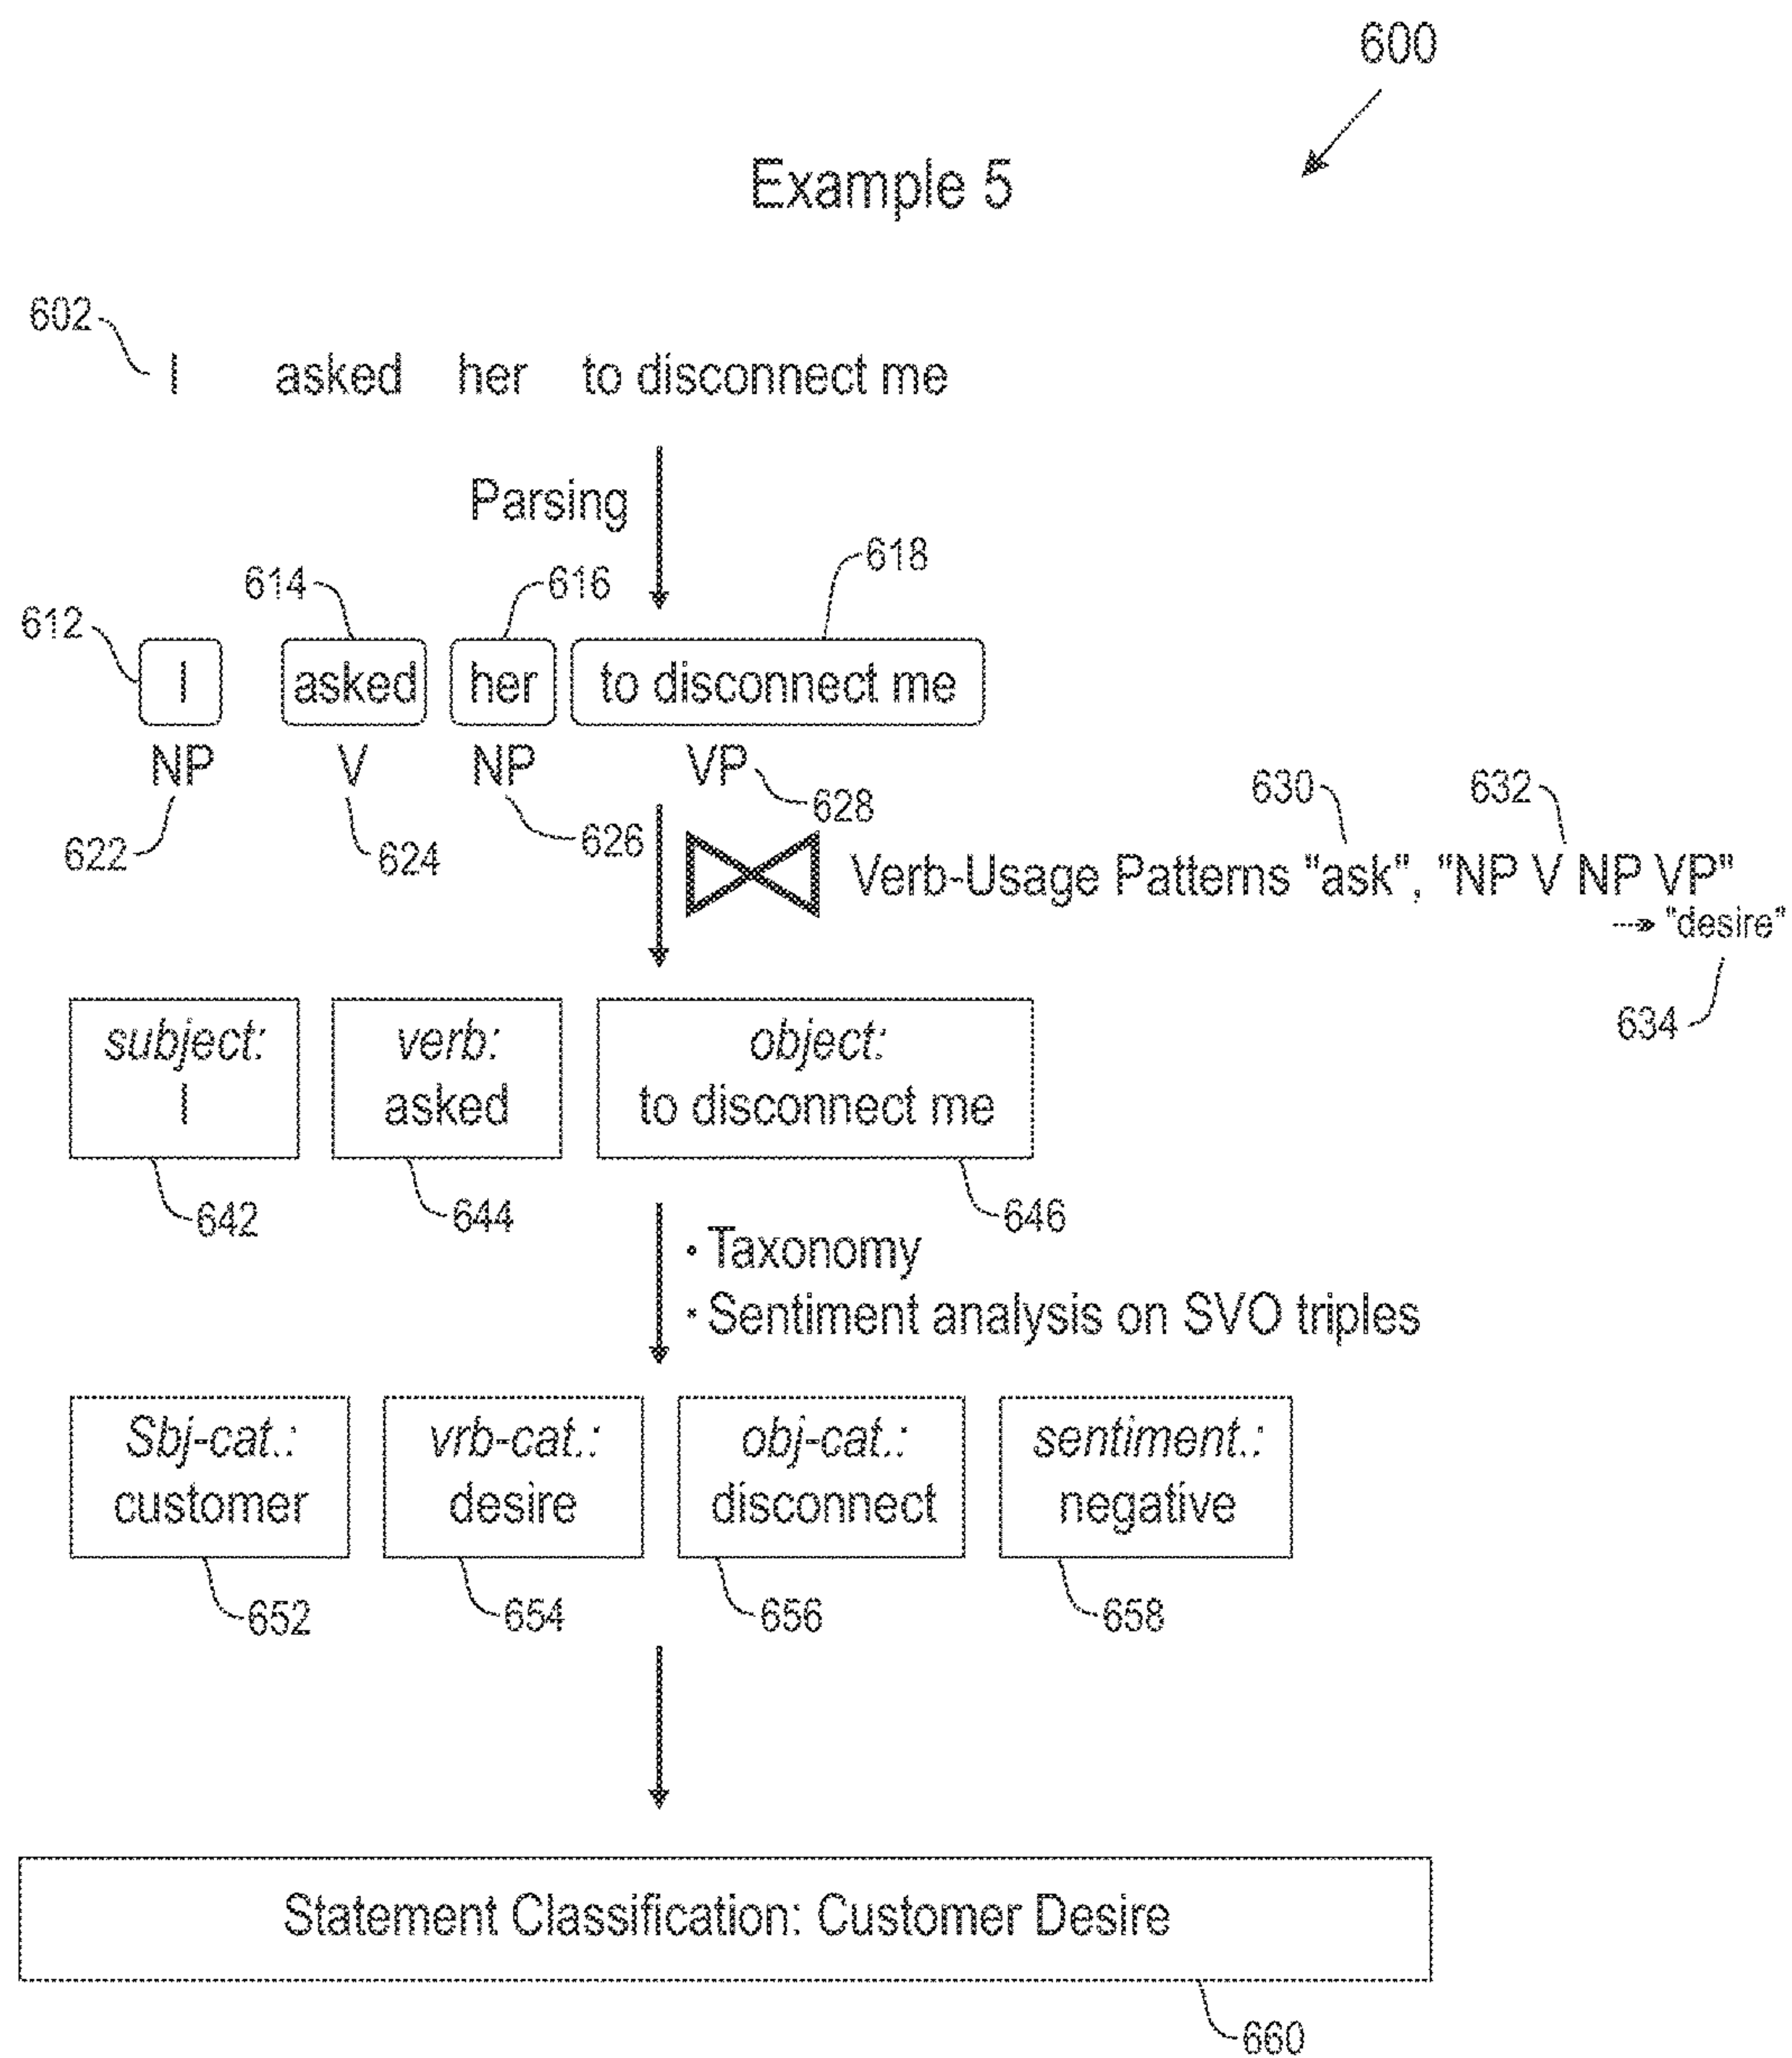 600
Example 5
602
I asked her to disconnect me
Parsing
618
614
616
612
I asked her to disconnect me
NP V NP VP
630
632
628
622
624
626
Verb-Usage Patterns "ask", "NP V NP VP"
"desire"
634
subject: verb: object:
I asked to disconnect me
642
644
646
• Taxonomy
• Sentiment analysis on SVO triples
Sbj-cat.: vrb-cat.: obj-cat.: sentiment.:
customer desire disconnect negative
652
654
656
658
Statement Classification: Customer Desire
660